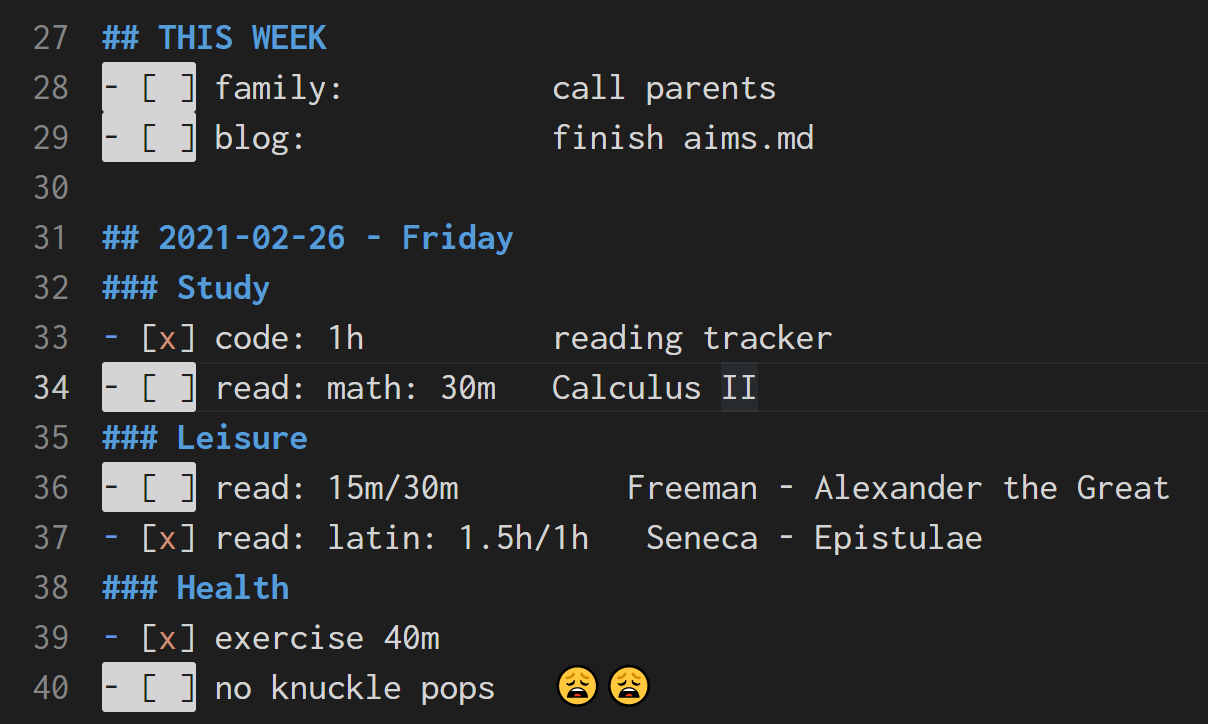 27 ## THIS WEEK
28 - [ ] family:            call parents
29 - [ ] blog:              finish aims.md
30
31 ## 2021-02-26 - Friday
32 ### Study
33 - [x] code: 1h           reading tracker
34 - [ ] read: math: 30m    Calculus II
35 ### Leisure
36 - [ ] read: 15m/30m          Freeman - Alexander the Great
37 - [x] read: latin: 1.5h/1h    Seneca - Epistulae
38 ### Health
39 - [x] exercise 40m
40 - [ ] no knuckle pops    😩😩